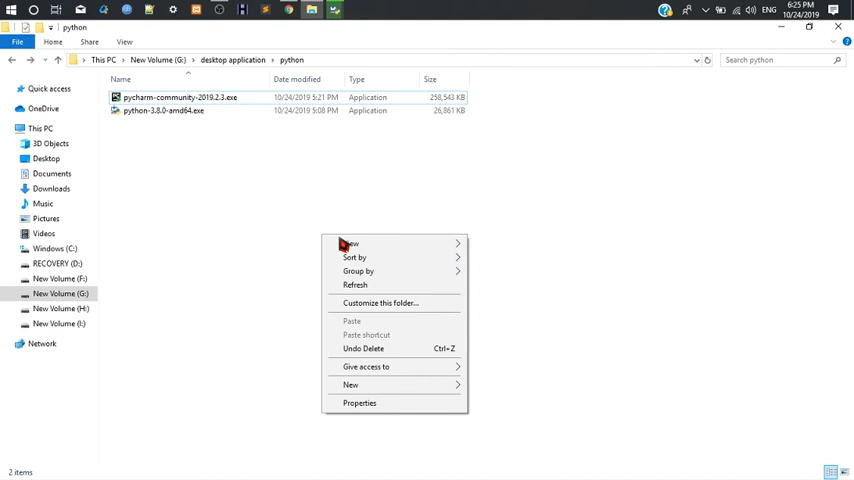 6:25 PM
ENG
10/24/2019
python
File
Home
Share
View
This PC
New Volume (G:)
desktop application
python
Search python
Name
Date modified
Type
Size
Quick access
OneDrive
This PC
3D Objects
Desktop
Documents
Downloads
Music
Pictures
Videos
Windows (C:)
RECOVERY (D:)
New Volume (F:)
New Volume (G:)
New Volume (H:)
New Volume (I:)
Network
pycharm-community-2019.2.3.exe 10/24/2019 5:21 PM Application 258,543 KB
python-3.8.0-amd64.exe 10/24/2019 5:08 PM Application 26,861 KB
Sort by
Group by
Refresh
Customize this folder...
Paste
Paste shortcut
Undo Delete Ctrl+Z
Give access to
New
Properties
2 items